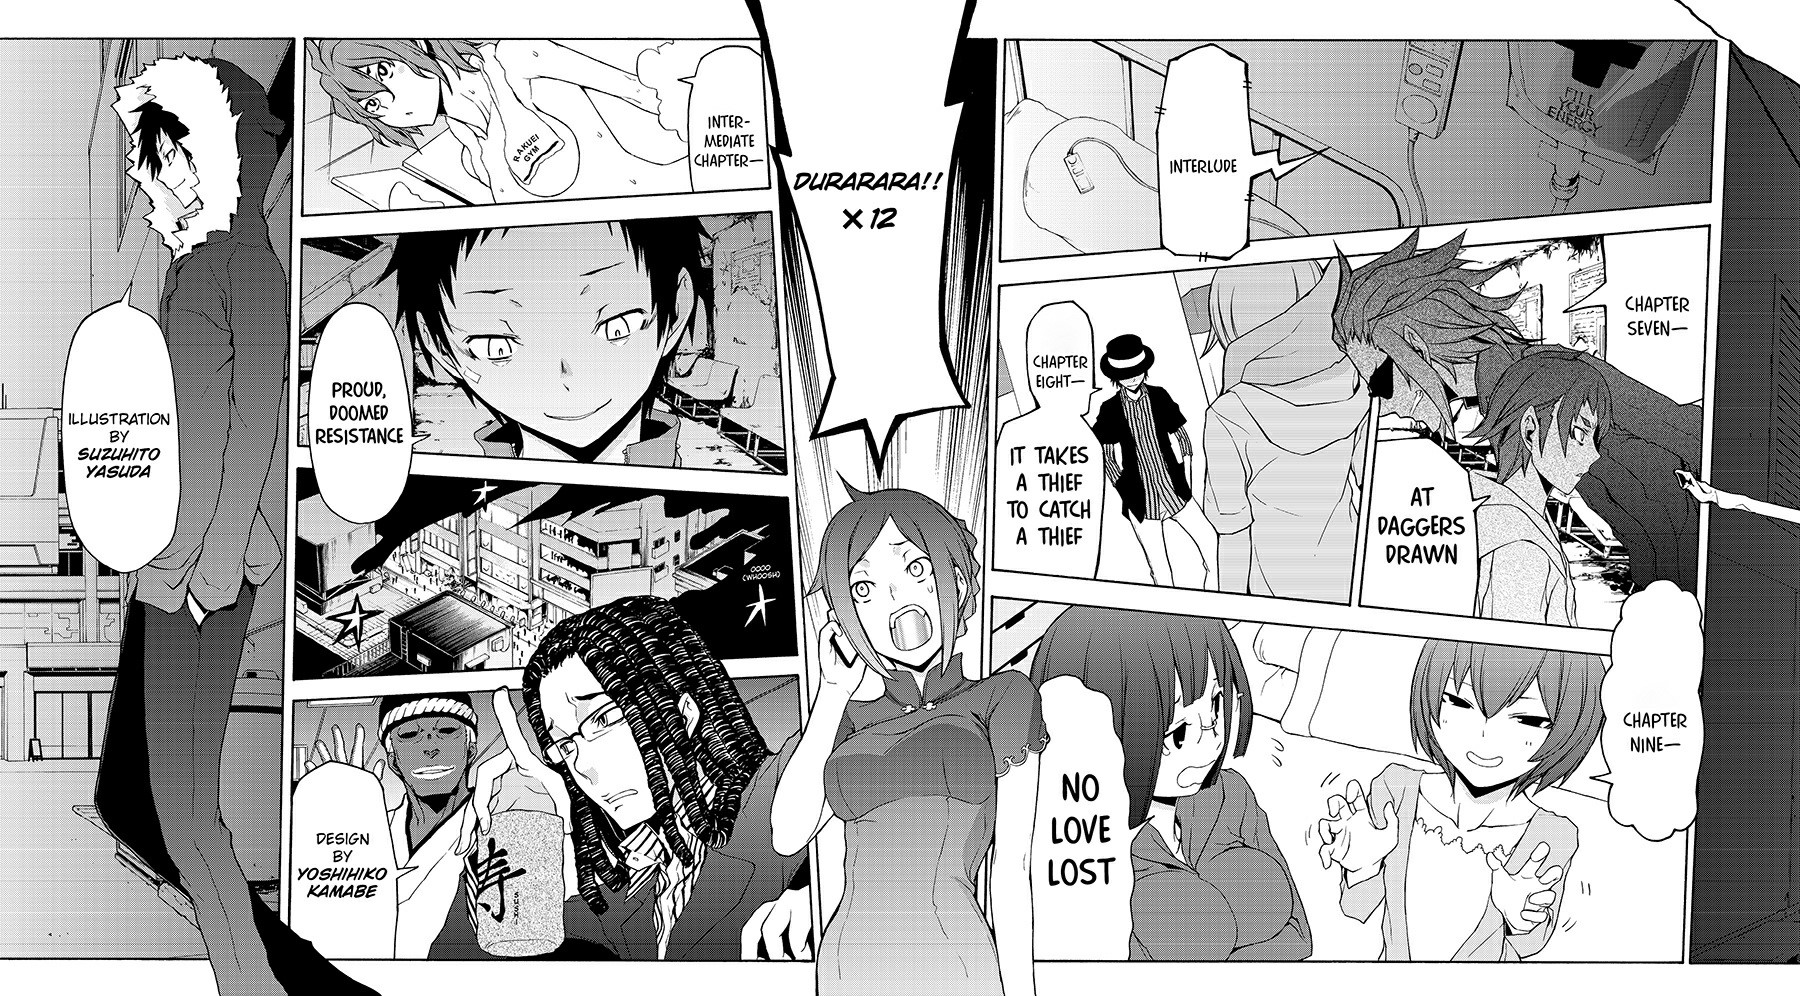 FILL
YOUR
ENERGY
INTERLUDE
CHAPTER
SEVEN—
AT
DAGGERS
DRAWN
CHAPTER
EIGHT—
IT TAKES
A THIEF
TO CATCH
A THIEF
CHAPTER
NINE—
NO
LOVE
LOST
DURARARA!!
×12
INTER-
MEDIATE
CHAPTER—
RAKUEI
GYM
PROUD,
DOOMED
RESISTANCE
OOOO
(WHOOSH)
寿
DESIGN
BY
YOSHIHIKO
KAMABE
ILLUSTRATION
BY
SUZUHITO
YASUDA